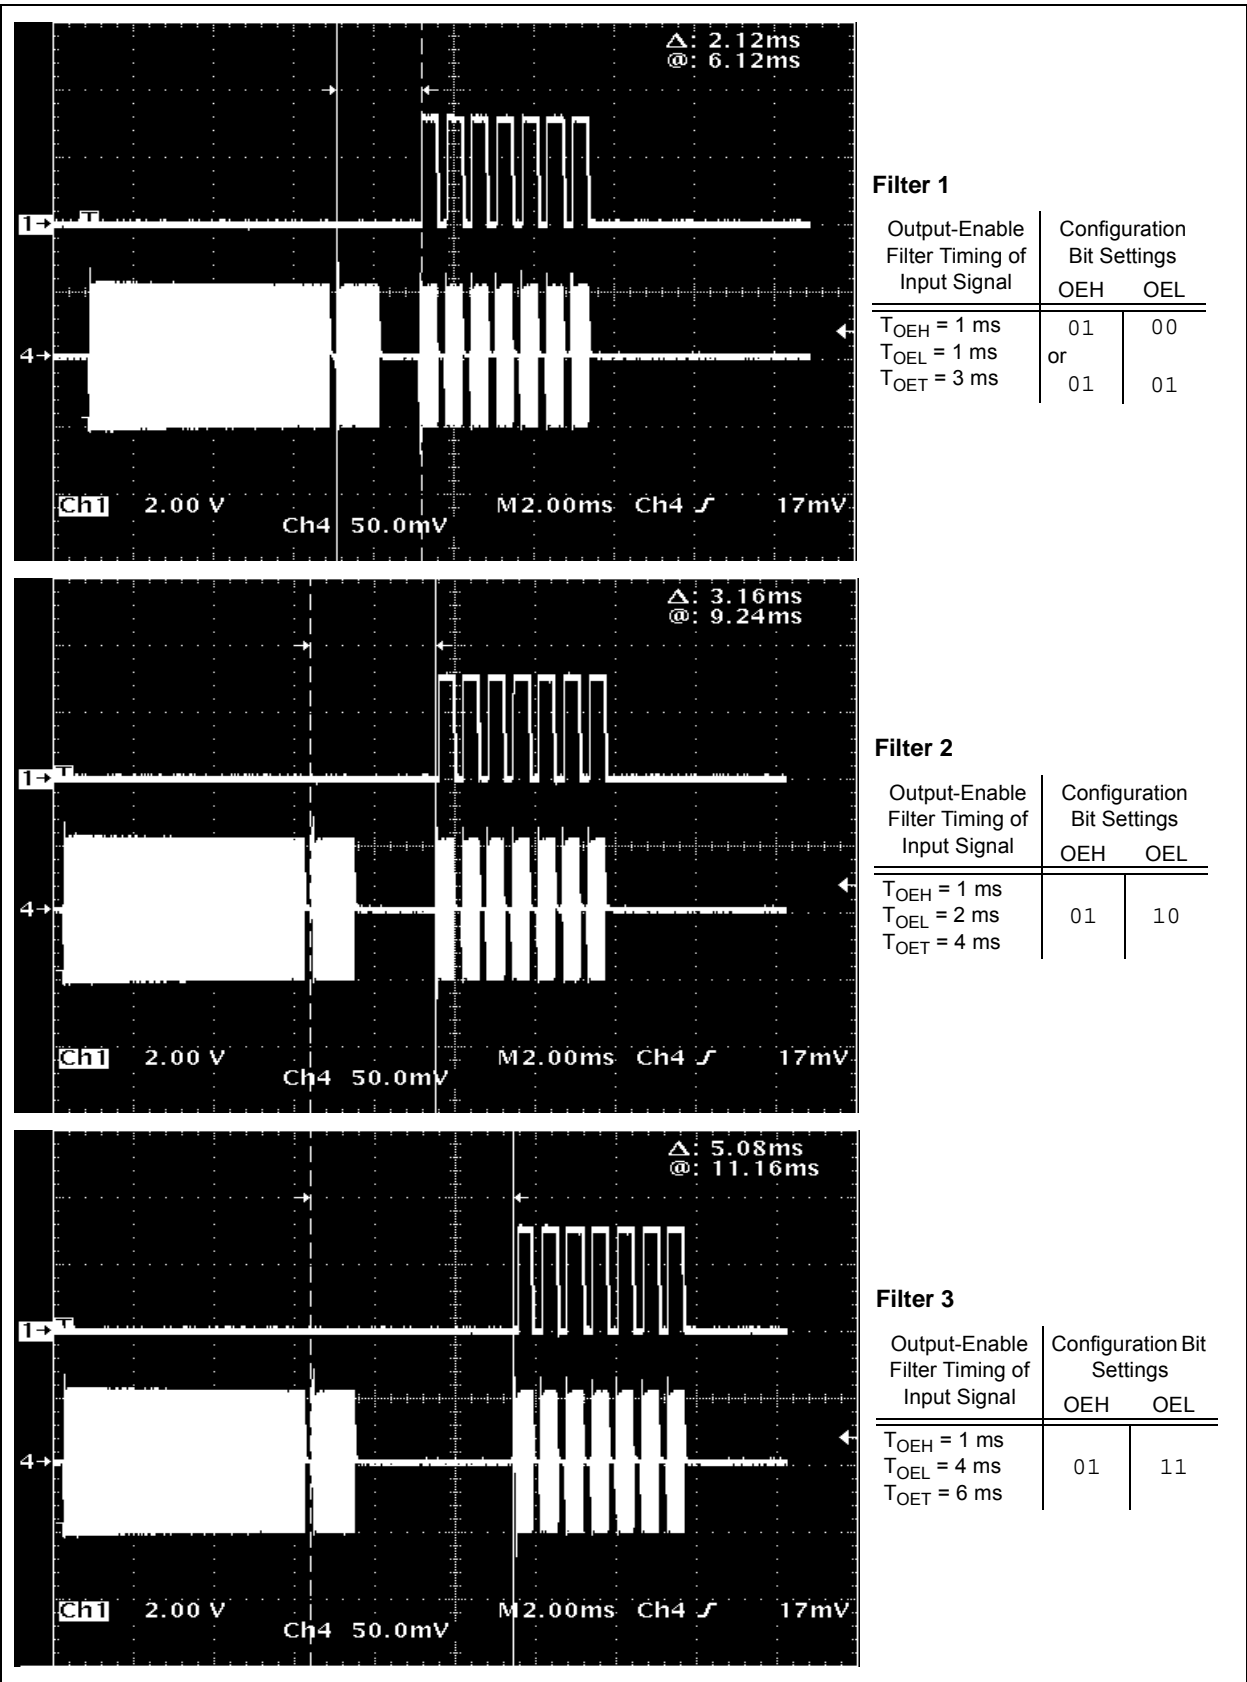 Δ: 2.12ms
@: 6.12ms
T
1→
4→
Ch1 2.00 V M2.00ms Ch4 17mV
Ch4 50.0mV
Filter 1
Output-Enable Filter Timing of Input Signal
Configuration Bit Settings
OEH OEL
TOEH = 1 ms
TOEL = 1 ms
TOET = 3 ms
01 00
or
01 01
Δ: 3.16ms
@: 9.24ms
T
1→
4→
Ch1 2.00 V M2.00ms Ch4 17mV
Ch4 50.0mV
Filter 2
Output-Enable Filter Timing of Input Signal
Configuration Bit Settings
OEH OEL
TOEH = 1 ms
TOEL = 2 ms
TOET = 4 ms
01 10
Δ: 5.08ms
@: 11.16ms
T
1→
4→
Ch1 2.00 V M2.00ms Ch4 17mV
Ch4 50.0mV
Filter 3
Output-Enable Filter Timing of Input Signal
Configuration Bit Settings
OEH OEL
TOEH = 1 ms
TOEL = 4 ms
TOET = 6 ms
01 11